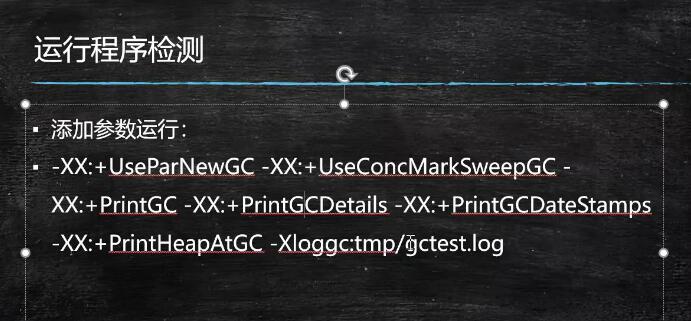 运行程序检测
▪ 添加参数运行：
▪ -XX:+UseParNewGC -XX:+UseConcMarkSweepGC -
XX:+PrintGC -XX:+PrintGCDetails -XX:+PrintGCDateStamps
-XX:+PrintHeapAtGC -Xloggc:tmp/gctest.log